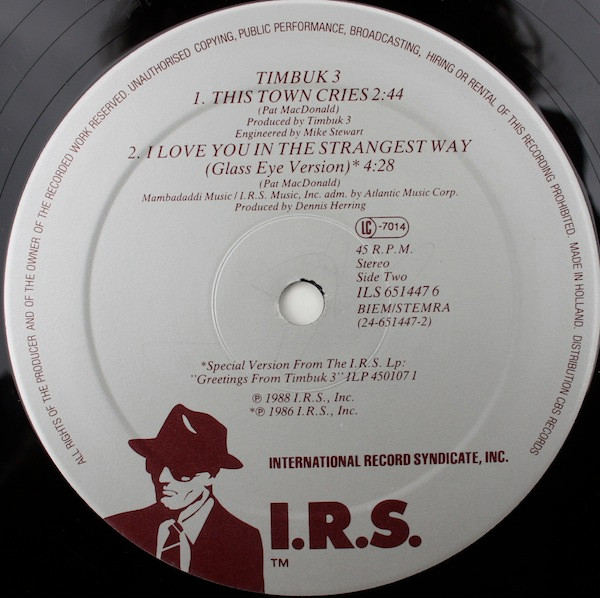 ALL RIGHTS OF THE PRODUCER AND OF THE OWNER OF THE RECORDED WORK RESERVED. UNAUTHORISED COPYING, PUBLIC PERFORMANCE, BROADCASTING, HIRING OR RENTAL OF THIS RECORDING PROHIBITED. MADE IN HOLLAND. DISTRIBUTION CBS RECORDS
TIMBUK 3
1. THIS TOWN CRIES 2:44
(Pat MacDonald)
Produced by Timbuk 3
Engineered by Mike Stewart
2. I LOVE YOU IN THE STRANGEST WAY
(Glass Eye Version)* 4:28
(Pat MacDonald)
Mambadaddi Music / I.R.S. Music, Inc. adm. by Atlantic Music Corp.
Produced by Dennis Herring
LC -7014
45 R.P.M.
Stereo
Side Two
ILS 651447 6
BIEM/STEMRA
(24-651447-2)
*Special Version From The I.R.S. Lp:
"Greetings From Timbuk 3" ILP 450107 1
℗ 1988 I.R.S., Inc.
*℗ 1986 I.R.S., Inc.
INTERNATIONAL RECORD SYNDICATE, INC.
I.R.S.
TM